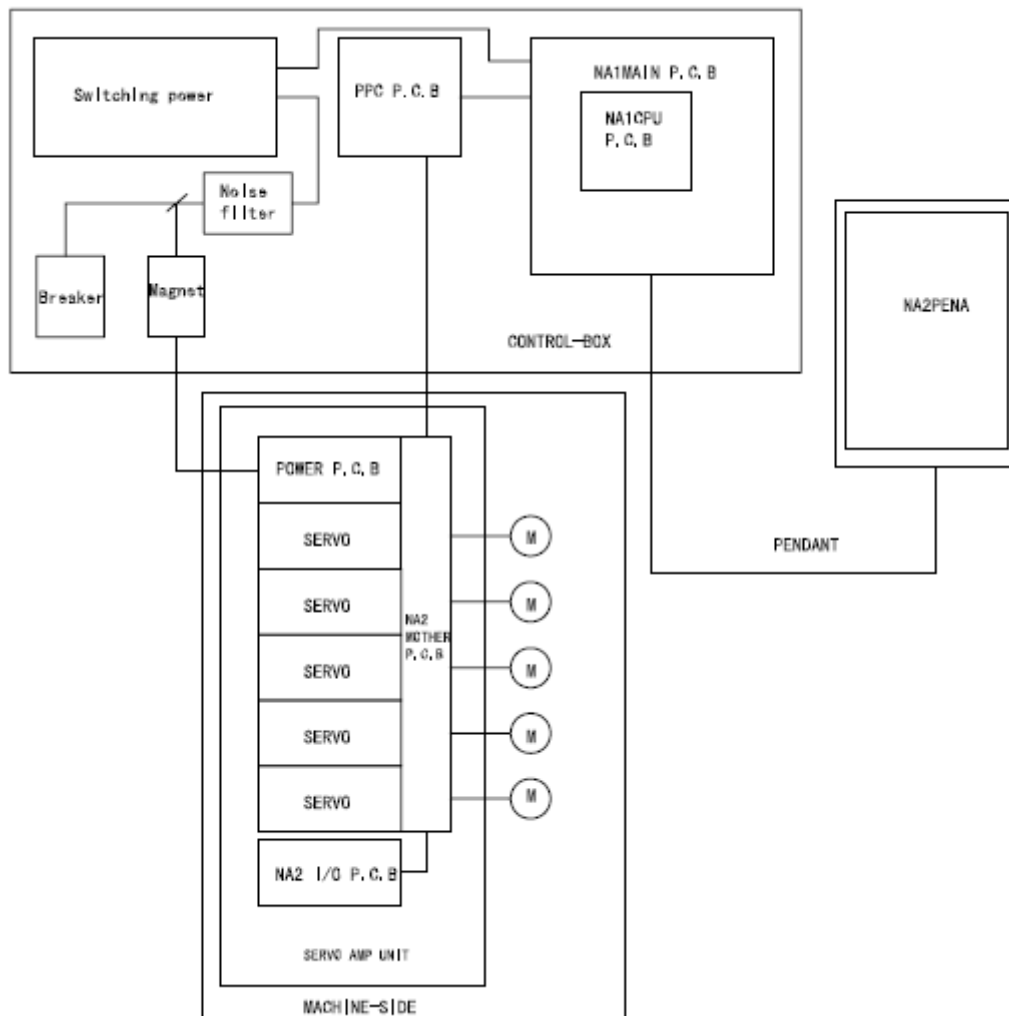 Switching power
PPC P.C.B
NA1MAIN P.C.B
NA1CPU
P.C.B
Noise
filter
Breaker
Magnet
CONTROL-BOX
NA2PENA
PENDANT
POWER P.C.B
SERVO
SERVO
SERVO
SERVO
SERVO
NA2
MOTHER
P.C.B
M
M
M
M
M
NA2 I/O P.C.B
SERVO AMP UNIT
MACHINE-SIDE